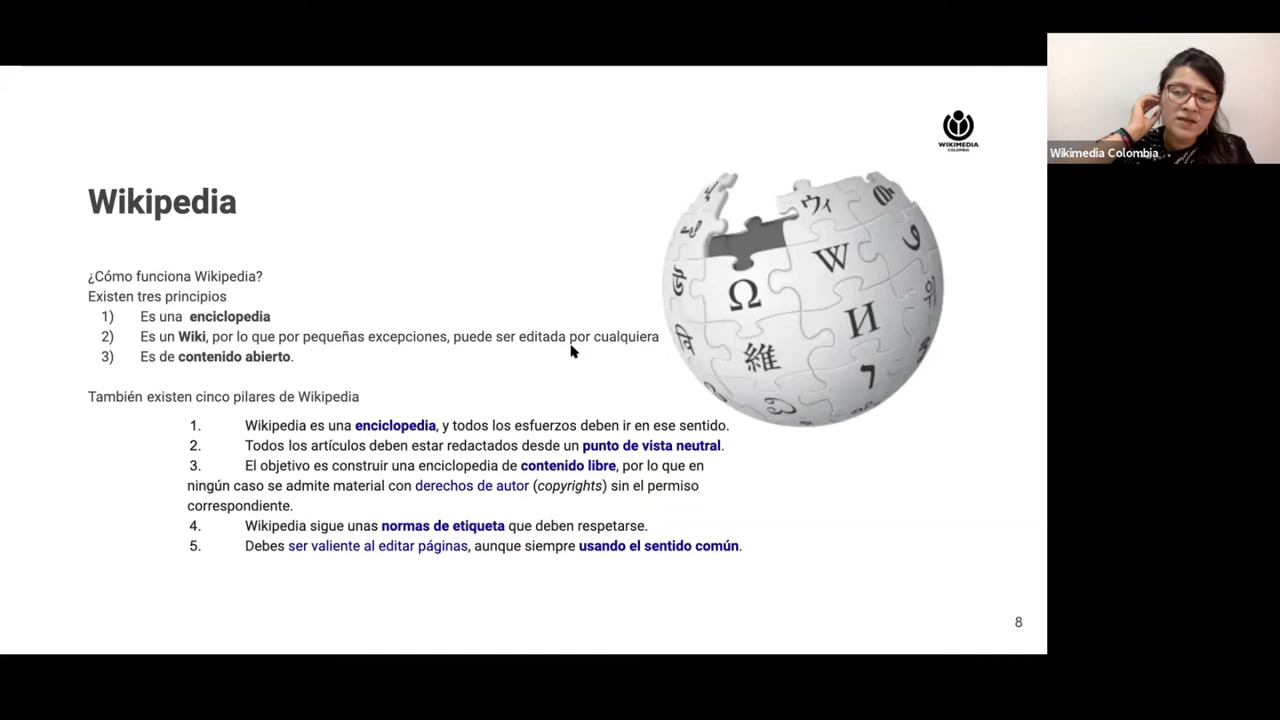 WIKIMEDIA
COLOMBIA
Wikimedia Colombia
Wikipedia
¿Cómo funciona Wikipedia?
Existen tres principios
1) Es una enciclopedia
2) Es un Wiki, por lo que por pequeñas excepciones, puede ser editada por cualquiera
3) Es de contenido abierto.
También existen cinco pilares de Wikipedia
1. Wikipedia es una enciclopedia, y todos los esfuerzos deben ir en ese sentido.
2. Todos los artículos deben estar redactados desde un punto de vista neutral.
3. El objetivo es construir una enciclopedia de contenido libre, por lo que en
ningún caso se admite material con derechos de autor (copyrights) sin el permiso
correspondiente.
4. Wikipedia sigue unas normas de etiqueta que deben respetarse.
5. Debes ser valiente al editar páginas, aunque siempre usando el sentido común.
ウィ
Ω W
維 И
8